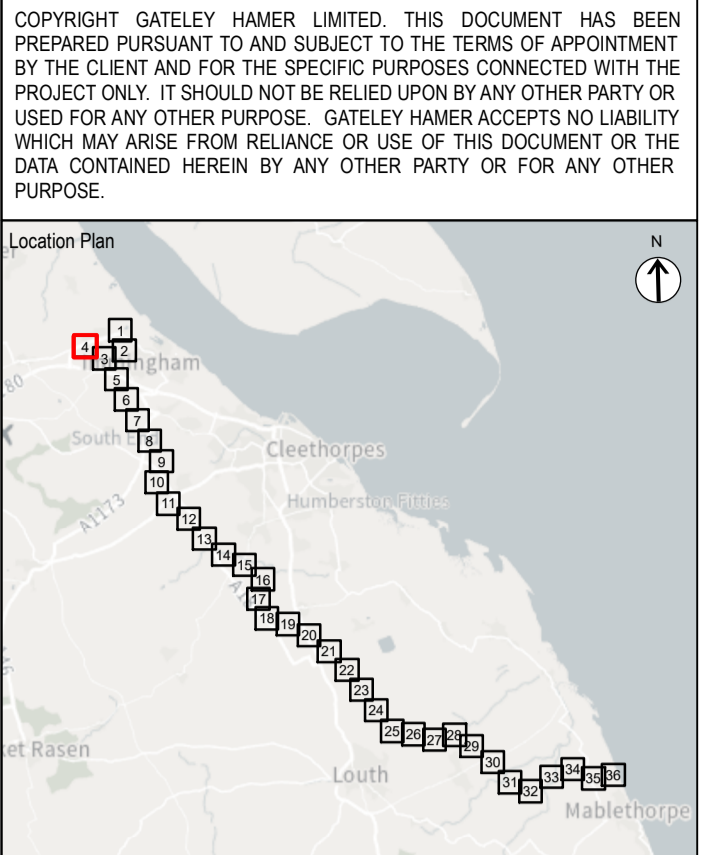 COPYRIGHT GATELEY HAMER LIMITED. THIS DOCUMENT HAS BEEN
PREPARED PURSUANT TO AND SUBJECT TO THE TERMS OF APPOINTMENT
BY THE CLIENT AND FOR THE SPECIFIC PURPOSES CONNECTED WITH THE
PROJECT ONLY. IT SHOULD NOT BE RELIED UPON BY ANY OTHER PARTY OR
USED FOR ANY OTHER PURPOSE. GATELEY HAMER ACCEPTS NO LIABILITY
WHICH MAY ARISE FROM RELIANCE OR USE OF THIS DOCUMENT OR THE
DATA CONTAINED HEREIN BY ANY OTHER PARTY OR FOR ANY OTHER
PURPOSE.
Location Plan
N
1
4
2
3
ingham
5
80
6
7
South E
8
Cleethorpes
9
10
Humberston Fitties
11
A1173
12
13
14
15
16
A1
17
18
19
20
21
22
23
24
25
26
27
28
29
ket Rasen
30
Louth
31
32
33
34
35
36
Mablethorpe